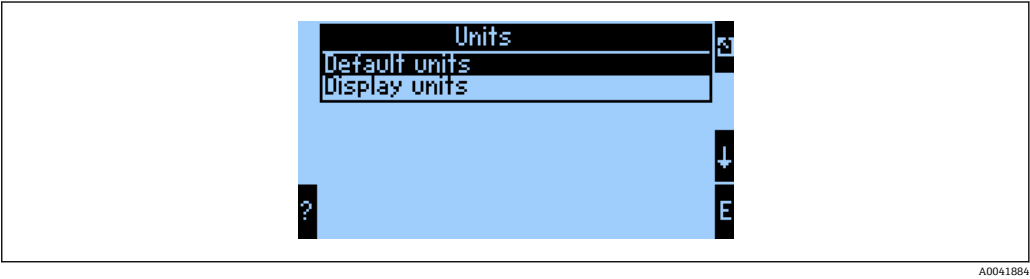 Units
Default units
Display units
?
E
A0041884